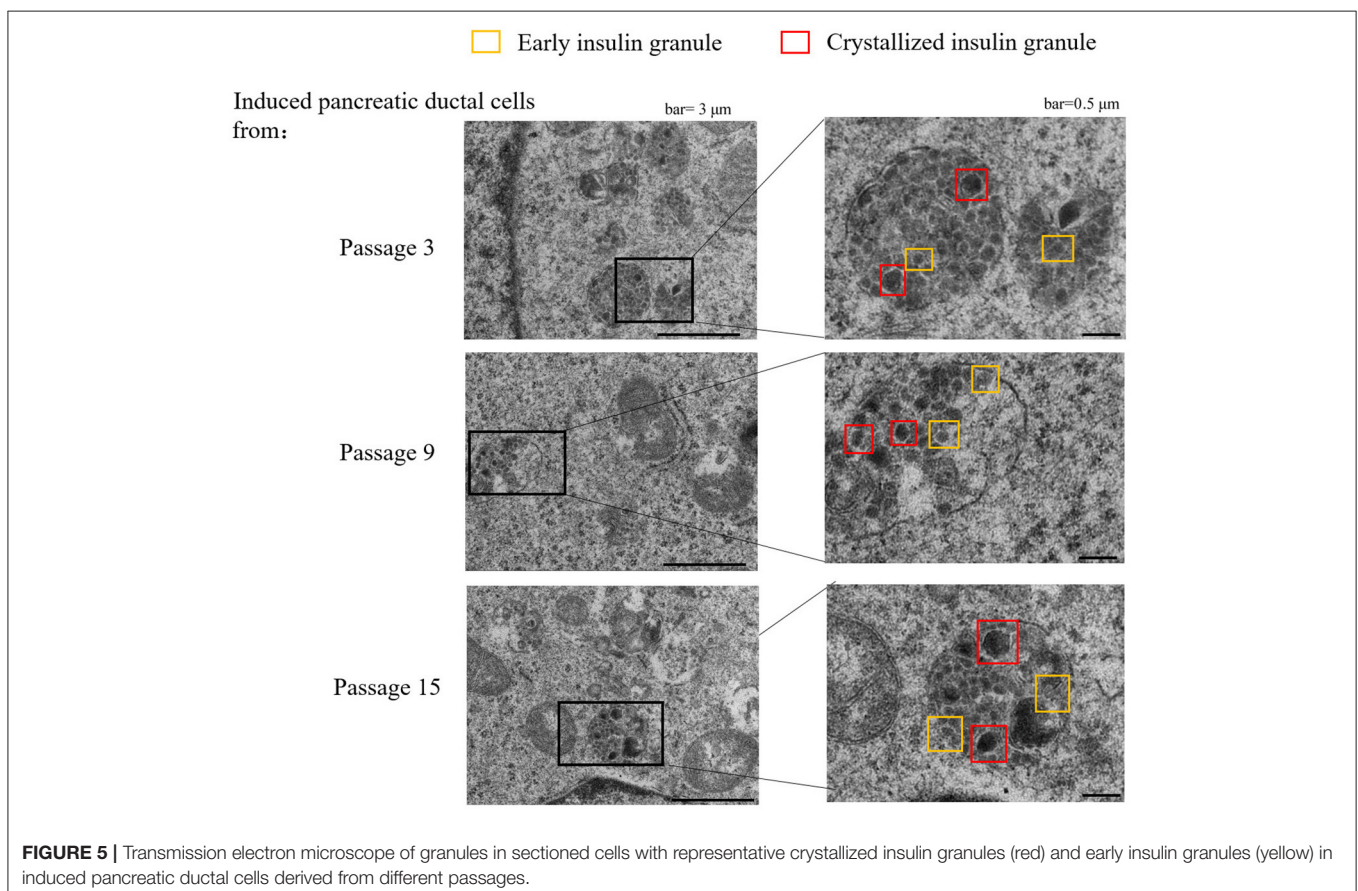 Early insulin granule
Crystallized insulin granule
Induced pancreatic ductal cells
from：
bar= 3 μm
bar=0.5 μm
Passage 3
Passage 9
Passage 15
FIGURE 5 | Transmission electron microscope of granules in sectioned cells with representative crystallized insulin granules (red) and early insulin granules (yellow) in
induced pancreatic ductal cells derived from different passages.